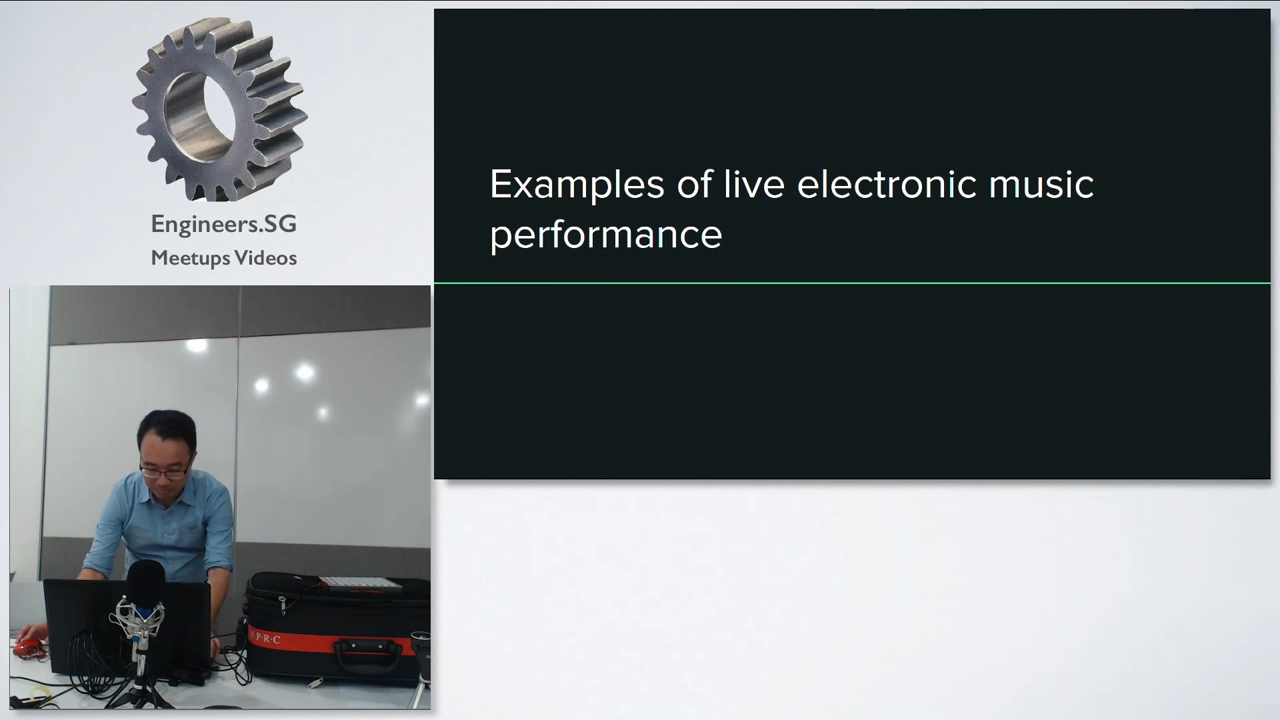 Engineers.SG
Meetups Videos
Examples of live electronic music
performance
P·R·C